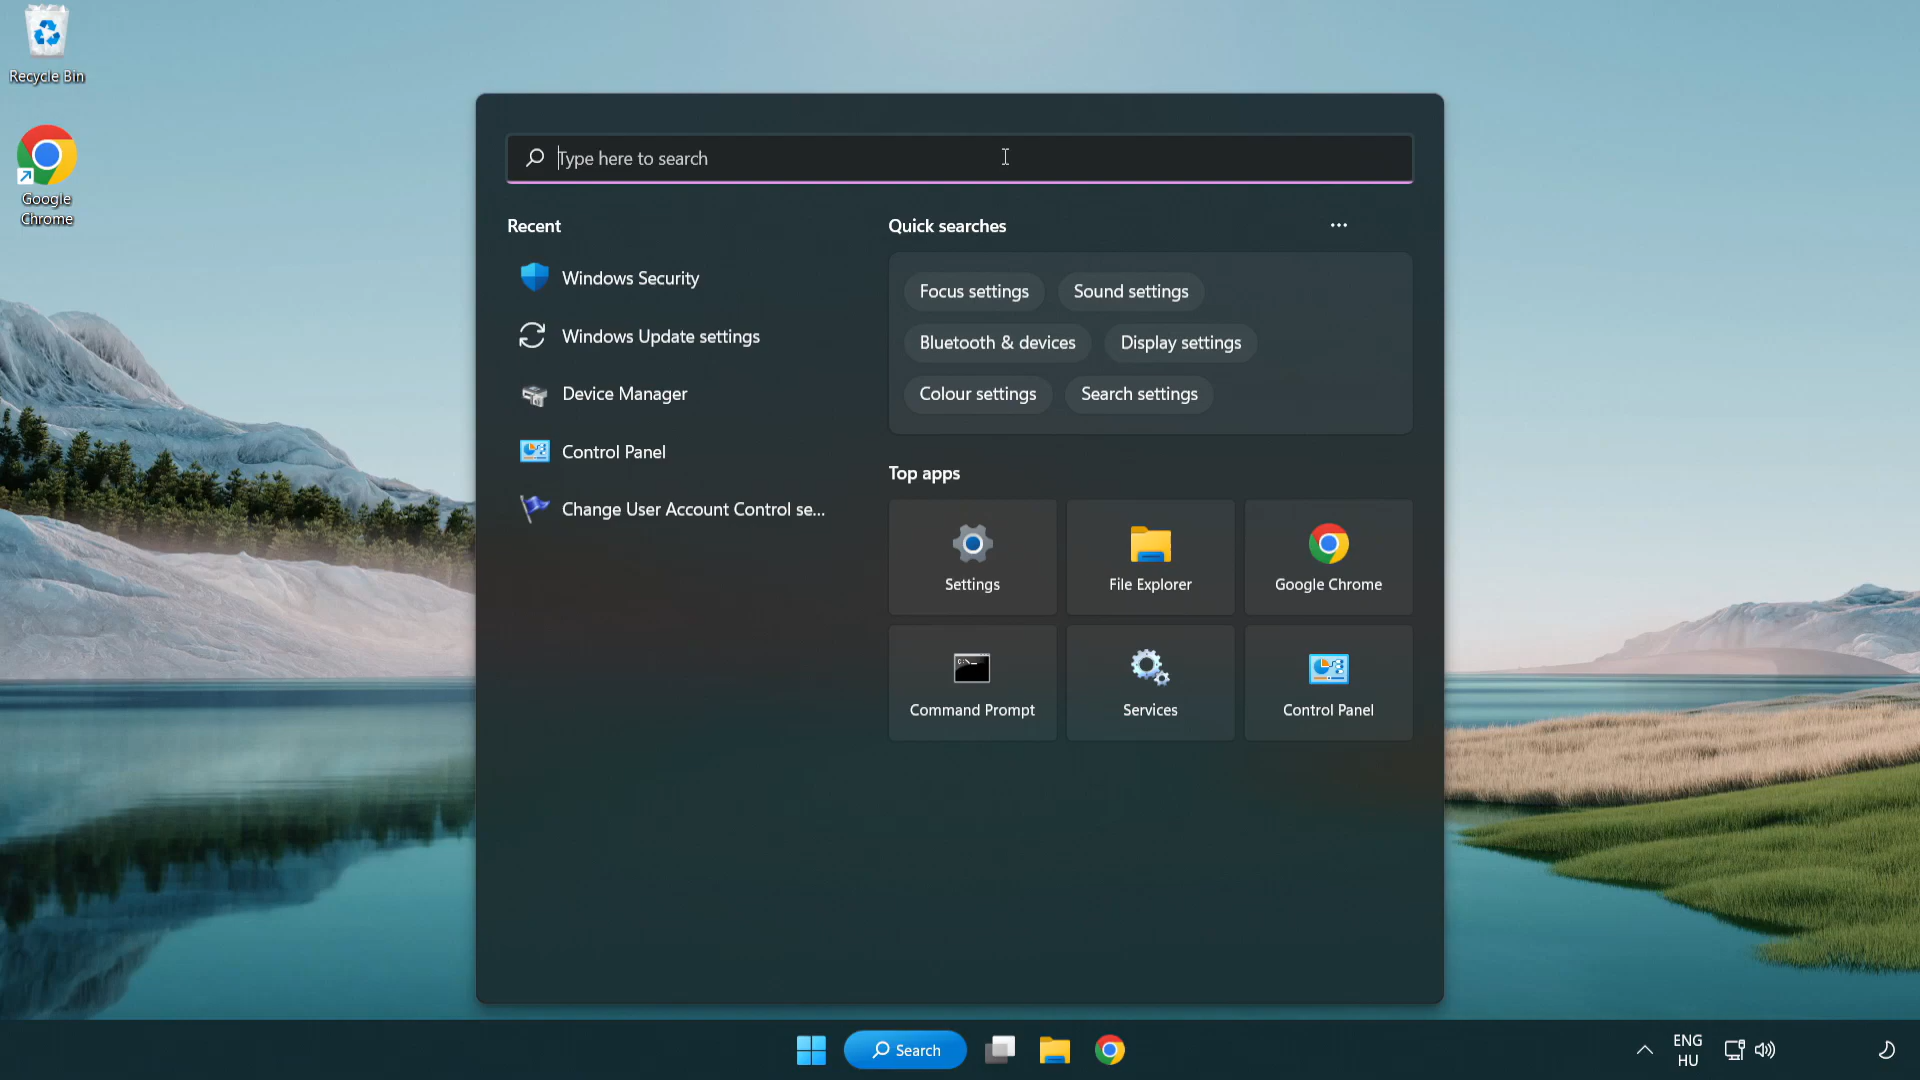 Recycle Bin
Google
Chrome
Type here to search
Recent
Windows Security
Windows Update settings
Device Manager
Control Panel
Change User Account Control se...
Quick searches
Focus settings
Sound settings
Bluetooth & devices
Display settings
Colour settings
Search settings
Top apps
Settings
File Explorer
Google Chrome
Command Prompt
Services
Control Panel
Search
ENG
HU